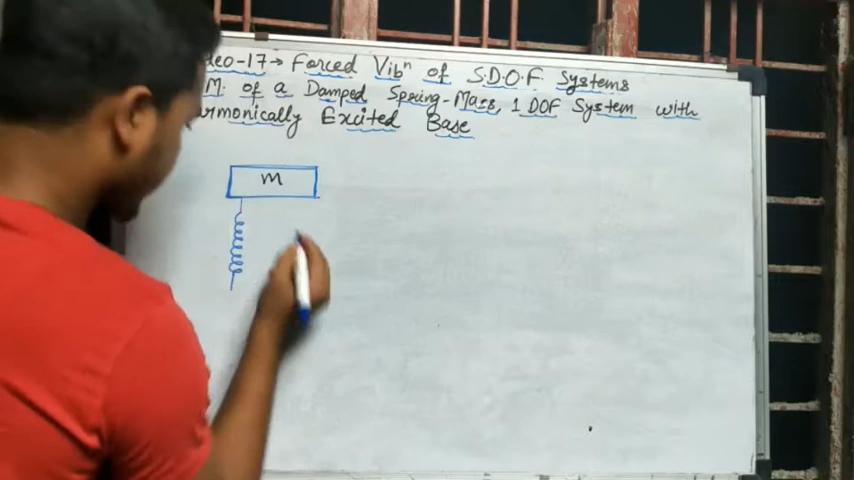 deo-17→ Forced Vibⁿ of S.D.O.F. Systems
M. of a Damped Spring-Mass, 1 DOF System with
rmonically Excited Base
m